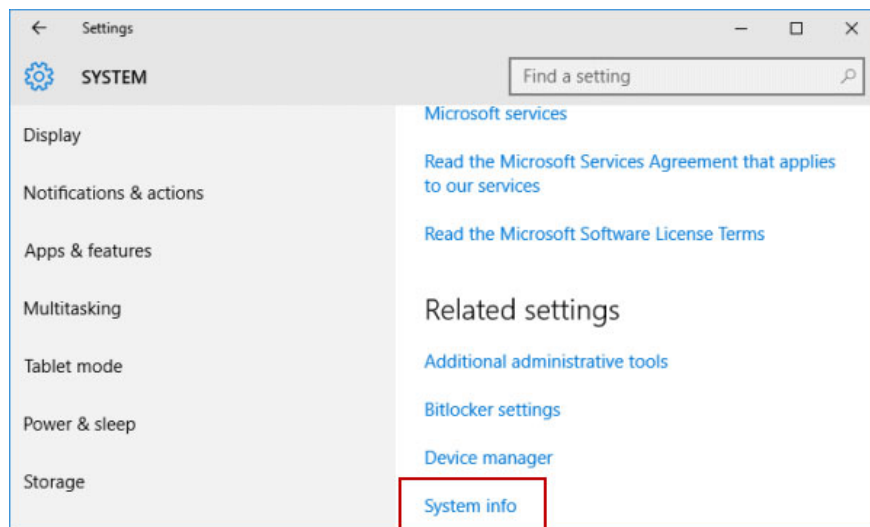 Settings
SYSTEM
Find a setting
Display
Notifications & actions
Apps & features
Multitasking
Tablet mode
Power & sleep
Storage
Microsoft services
Read the Microsoft Services Agreement that applies
to our services
Read the Microsoft Software License Terms
Related settings
Additional administrative tools
Bitlocker settings
Device manager
System info